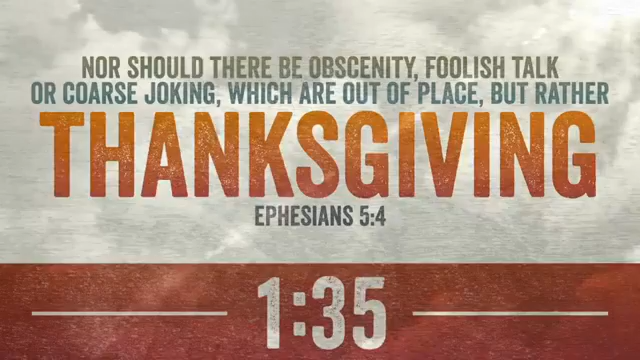 NOR SHOULD THERE BE OBSCENITY, FOOLISH TALK
OR COARSE JOKING, WHICH ARE OUT OF PLACE, BUT RATHER
THANKSGIVING
EPHESIANS 5:4
1:35